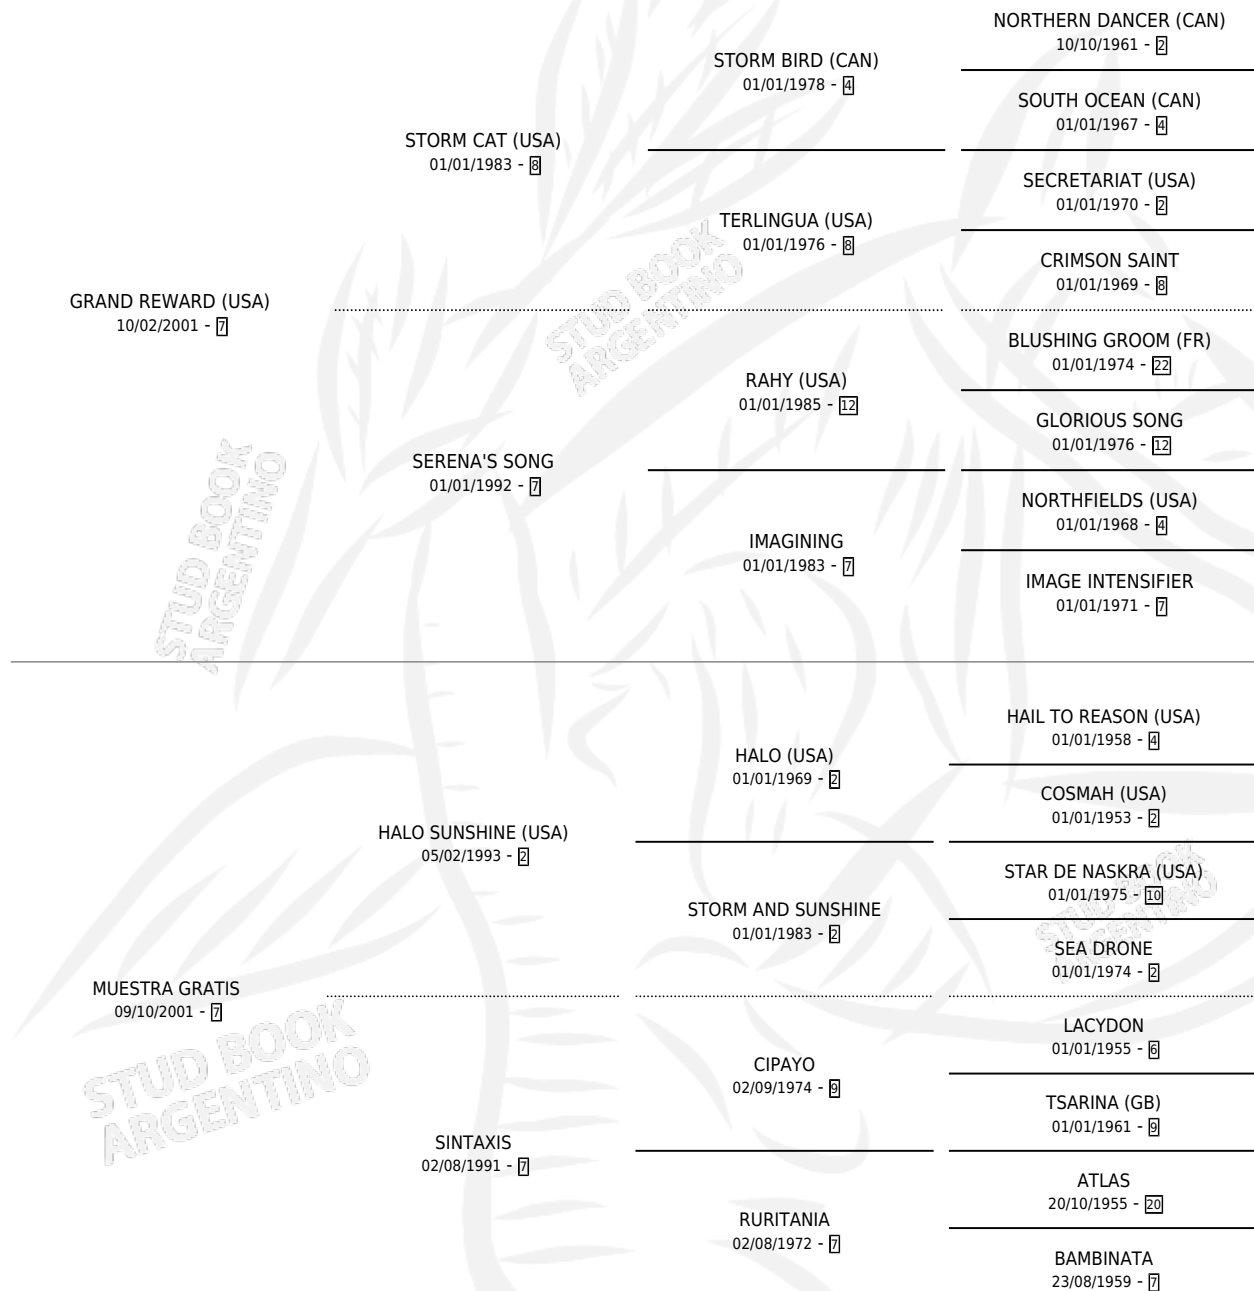 NORTHERN DANCER (CAN)
10/10/1961 - 2
STORM BIRD (CAN)
01/01/1978 - 4
SOUTH OCEAN (CAN)
01/01/1967 - 4
STORM CAT (USA)
01/01/1983 - 8
SECRETARIAT (USA)
01/01/1970 - 2
TERLINGUA (USA)
01/01/1976 - 8
CRIMSON SAINT
01/01/1969 - 8
GRAND REWARD (USA)
10/02/2001 - 7
STUD BOOK
ARGENTINO
BLUSHING GROOM (FR)
01/01/1974 - 22
RAHY (USA)
01/01/1985 - 12
GLORIOUS SONG
01/01/1976 - 12
SERENA'S SONG
01/01/1992 - 7
NORTHFIELDS (USA)
01/01/1968 - 4
IMAGINING
01/01/1983 - 7
IMAGE INTENSIFIER
01/01/1971 - 7
STUD BOOK
ARGENTINO
HAIL TO REASON (USA)
01/01/1958 - 4
HALO (USA)
01/01/1969 - 2
COSMAH (USA)
01/01/1953 - 2
HALO SUNSHINE (USA)
05/02/1993 - 2
STAR DE NASKRA (USA)
01/01/1975 - 10
STORM AND SUNSHINE
01/01/1983 - 2
STUD BOOK
ARGENTINO
SEA DRONE
01/01/1974 - 2
MUESTRA GRATIS
09/10/2001 - 7
STUD BOOK
ARGENTINO
LACYDON
01/01/1955 - 6
CIPAYO
02/09/1974 - 9
TSARINA (GB)
01/01/1961 - 9
SINTAXIS
02/08/1991 - 7
ATLAS
20/10/1955 - 20
RURITANIA
02/08/1972 - 7
BAMBINATA
23/08/1959 - 7